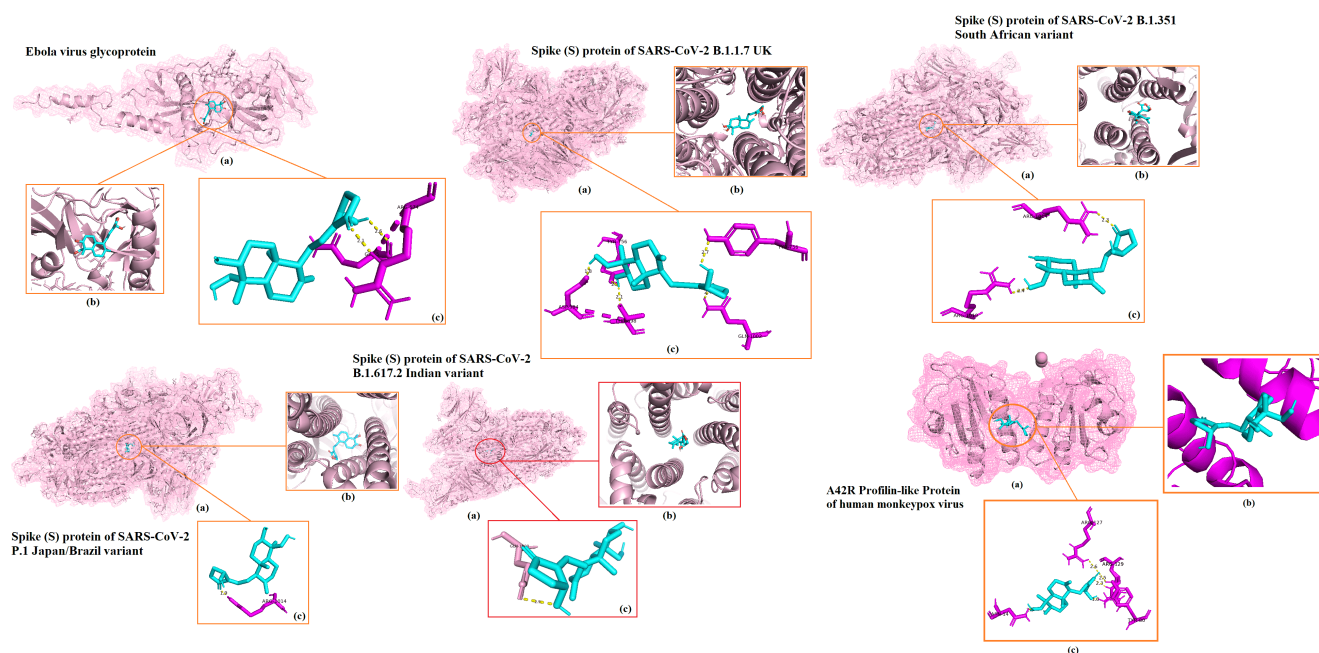 Ebola virus glycoprotein
(a)
(b)
(c)
Spike (S) protein of SARS-CoV-2 B.1.1.7 UK
(a)
(b)
(c)
Spike (S) protein of SARS-CoV-2 B.1.351
South African variant
(a)
(b)
(c)
Spike (S) protein of SARS-CoV-2
P.1 Japan/Brazil variant
(a)
(b)
(c)
Spike (S) protein of SARS-CoV-2
B.1.617.2 Indian variant
(a)
(b)
(c)
A42R Profilin-like Protein
of human monkeypox virus
(a)
(b)
(c)